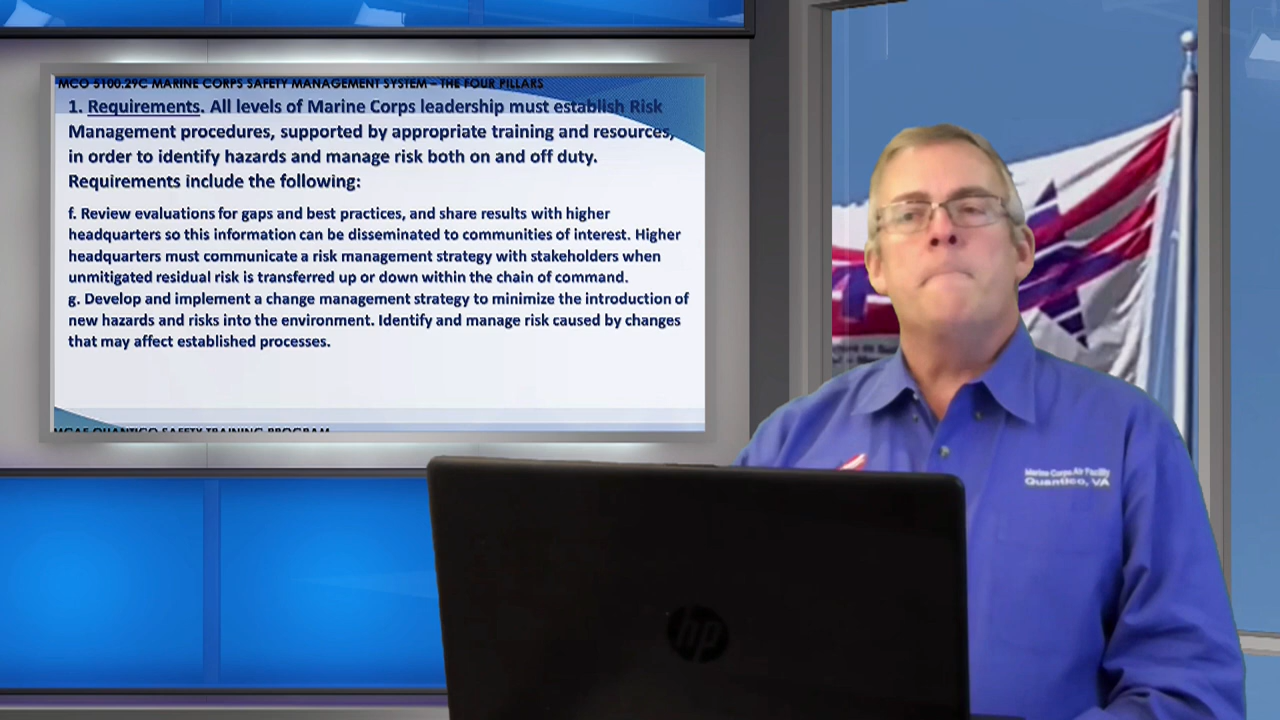 MCO 5100.29C MARINE CORPS SAFETY MANAGEMENT SYSTEM – THE FOUR PILLARS
1. Requirements. All levels of Marine Corps leadership must establish Risk
Management procedures, supported by appropriate training and resources,
in order to identify hazards and manage risk both on and off duty.
Requirements include the following:
f. Review evaluations for gaps and best practices, and share results with higher
headquarters so this information can be disseminated to communities of interest. Higher
headquarters must communicate a risk management strategy with stakeholders when
unmitigated residual risk is transferred up or down within the chain of command.
g. Develop and implement a change management strategy to minimize the introduction of
new hazards and risks into the environment. Identify and manage risk caused by changes
that may affect established processes.
MCAF QUANTICO SAFETY TRAINING PROGRAM
Marine Corps Air Facility
Quantico, VA
hp